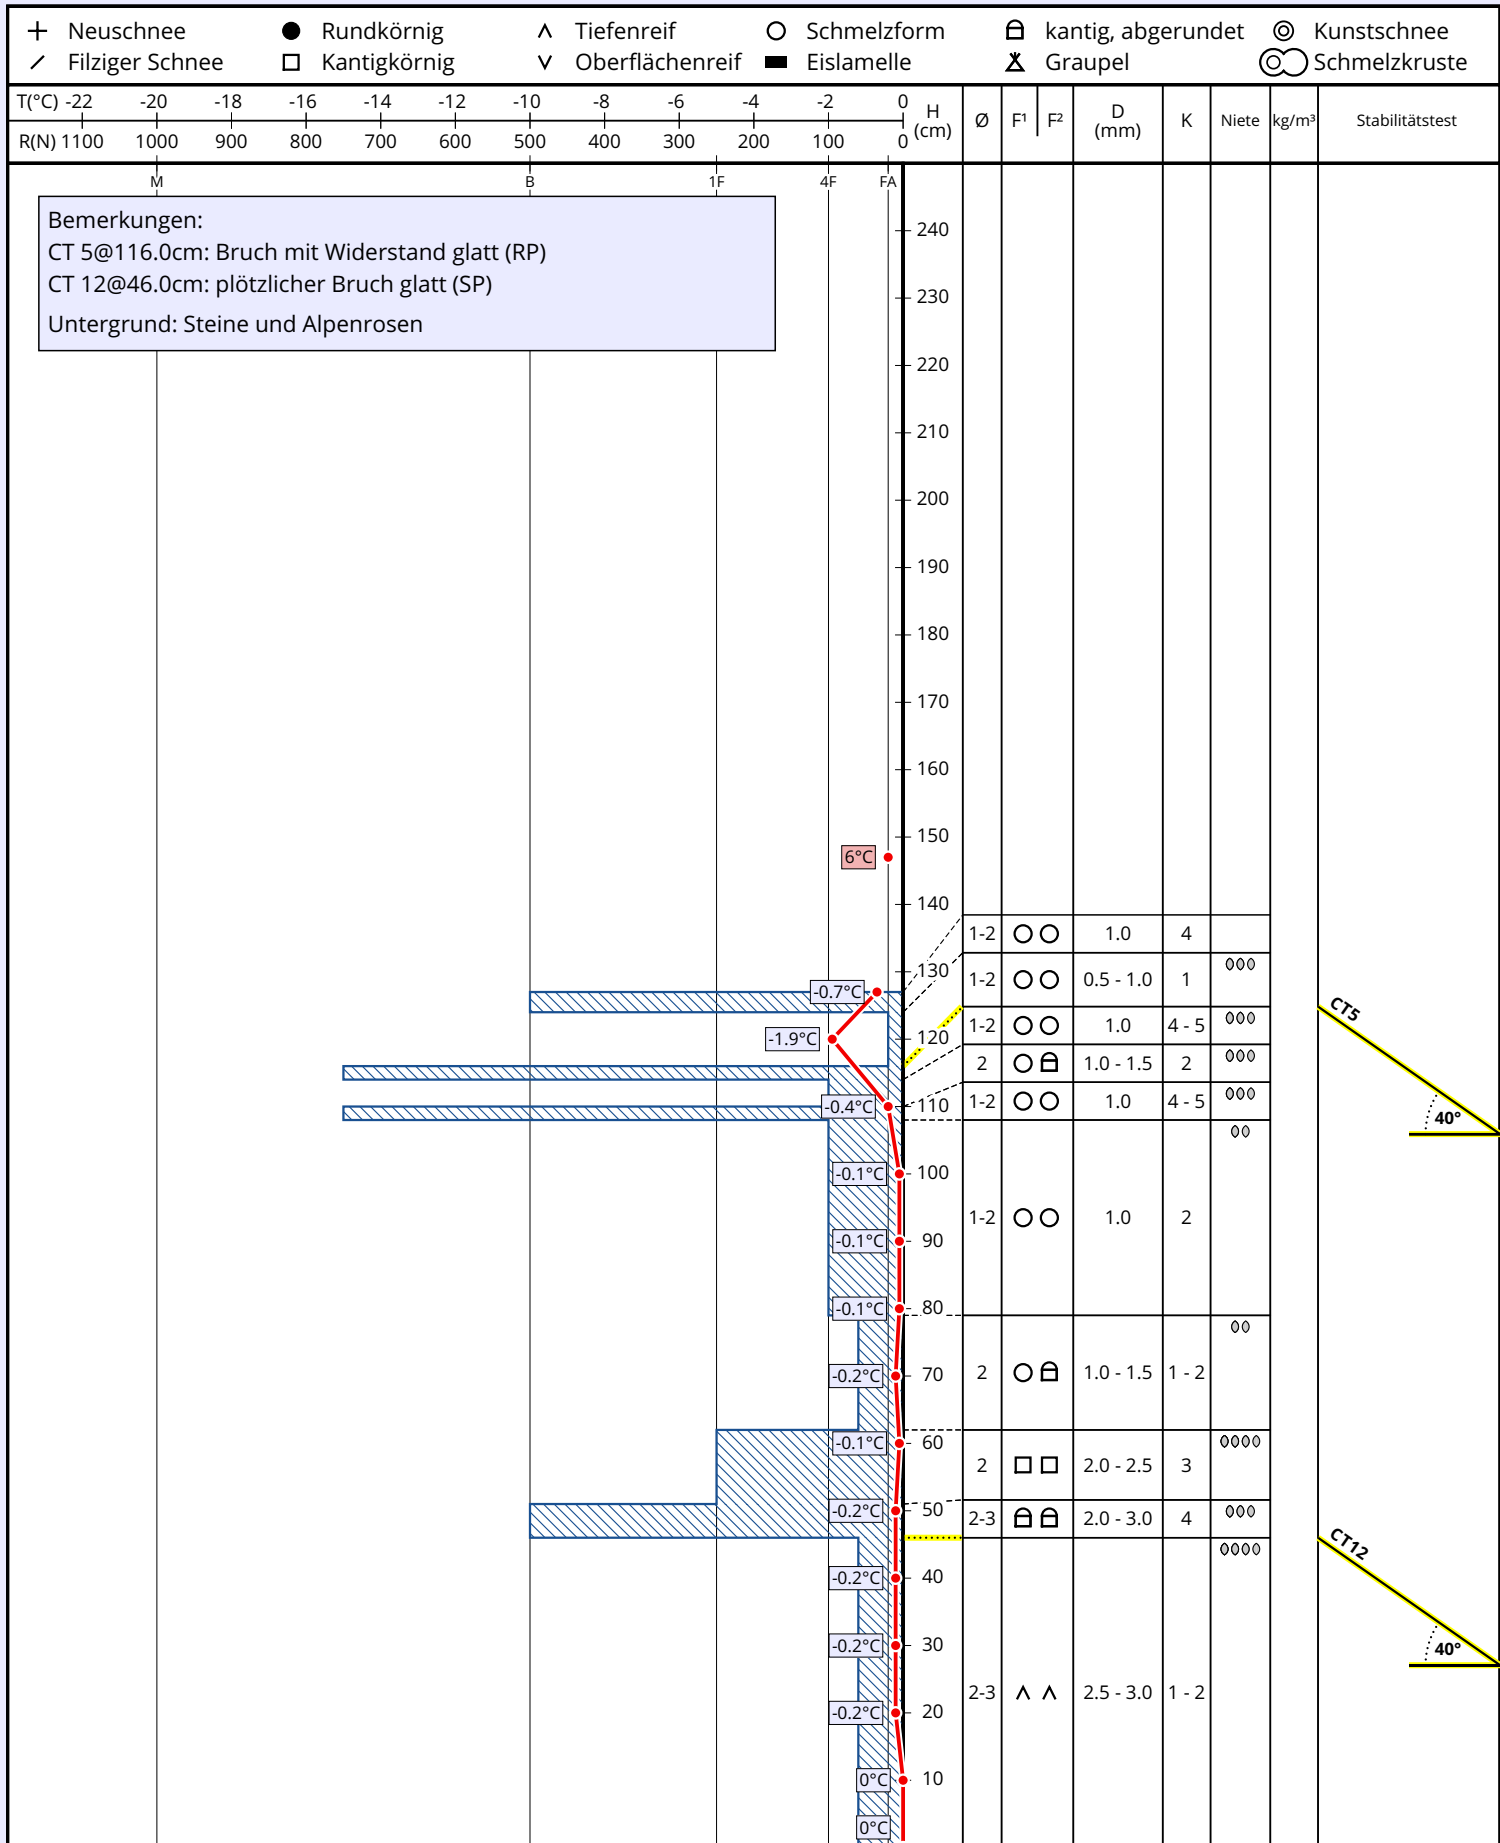 Neuschnee Rundkörnig Tiefenreif Schmelzform kantig, abgerundet Kunstschnee
Filziger Schnee Kantigkörnig Oberflächenreif Eislamelle Graupel Schmelzkruste
T(°C) -22 -20 -18 -16 -14 -12 -10 -8 -6 -4 -2 0
R(N) 1100 1000 900 800 700 600 500 400 300 200 100 0
H (cm) Ø F¹ F² D (mm) K Niete kg/m³ Stabilitätstest
M B 1F 4F FA
Bemerkungen:
CT 5@116.0cm: Bruch mit Widerstand glatt (RP)
CT 12@46.0cm: plötzlicher Bruch glatt (SP)
Untergrund: Steine und Alpenrosen
240
230
220
210
200
190
180
170
160
150
6°C
140
1-2 1.0 4
130
1-2 0.5 - 1.0 1
-0.7°C
CT5
1-2 1.0 4 - 5
-1.9°C 120
2 1.0 - 1.5 2
1-2 1.0 4 - 5
-0.4°C 110
40°
-0.1°C 100
1-2 1.0 2
-0.1°C 90
-0.1°C 80
2 1.0 - 1.5 1 - 2
-0.2°C 70
-0.1°C 60
2 2.0 - 2.5 3
-0.2°C 50
2-3 2.0 - 3.0 4
CT12
-0.2°C 40
-0.2°C 30
40°
2-3 2.5 - 3.0 1 - 2
-0.2°C 20
0°C 10
0°C